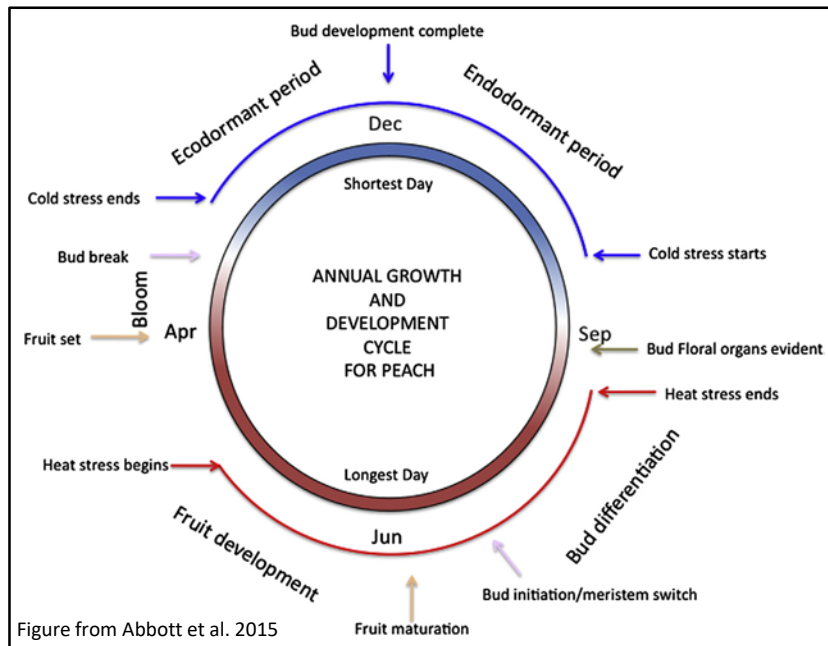 Bud development complete
Ecodormant period
Endodormant period
Dec
Shortest Day
Cold stress ends
Cold stress starts
Bud break
Bloom
ANNUAL GROWTH
AND
DEVELOPMENT
CYCLE
FOR PEACH
Apr
Sep
Fruit set
Bud Floral organs evident
Heat stress ends
Heat stress begins
Longest Day
Bud differentiation
Fruit development
Jun
Bud initiation/meristem switch
Fruit maturation
Figure from Abbott et al. 2015